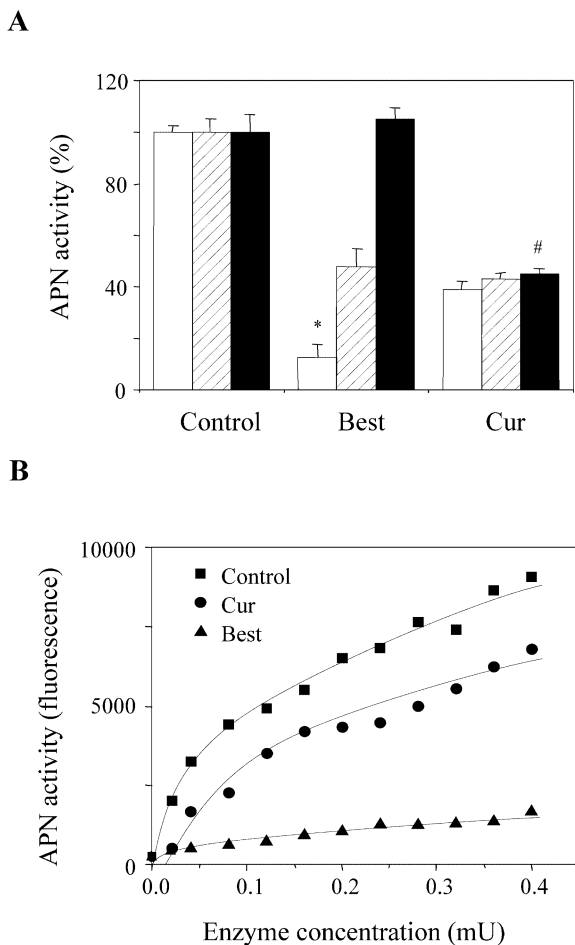 A
120
80
40
0
APN activity (%)
*
#
Control Best Cur
B
10000
5000
0
APN activity (fluorescence)
Control
Cur
Best
0.0 0.1 0.2 0.3 0.4
Enzyme concentration (mU)